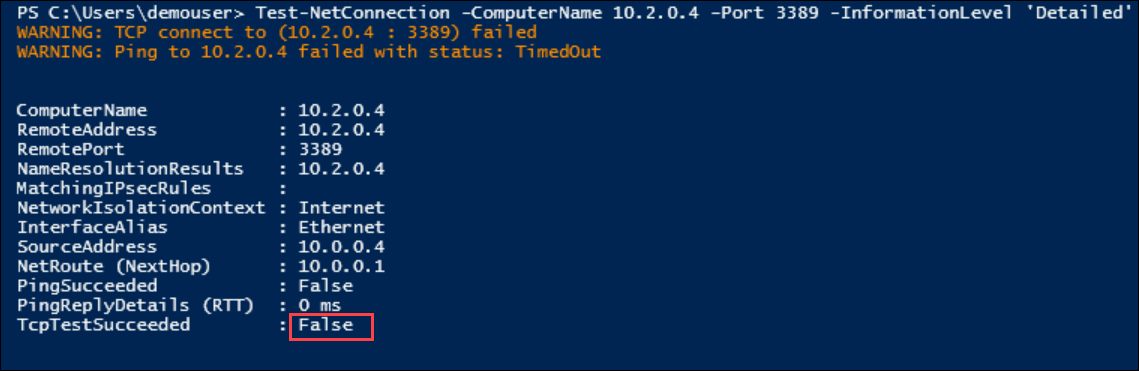 PS C:\Users\demouser> Test-NetConnection -ComputerName 10.2.0.4 -Port 3389 -InformationLevel 'Detailed'
WARNING: TCP connect to (10.2.0.4 : 3389) failed
WARNING: Ping to 10.2.0.4 failed with status: TimedOut
ComputerName : 10.2.0.4
RemoteAddress : 10.2.0.4
RemotePort : 3389
NameResolutionResults : 10.2.0.4
MatchingIPsecRules :
NetworkIsolationContext : Internet
InterfaceAlias : Ethernet
SourceAddress : 10.0.0.4
NetRoute (NextHop) : 10.0.0.1
PingSucceeded : False
PingReplyDetails (RTT) : 0 ms
TcpTestSucceeded : False